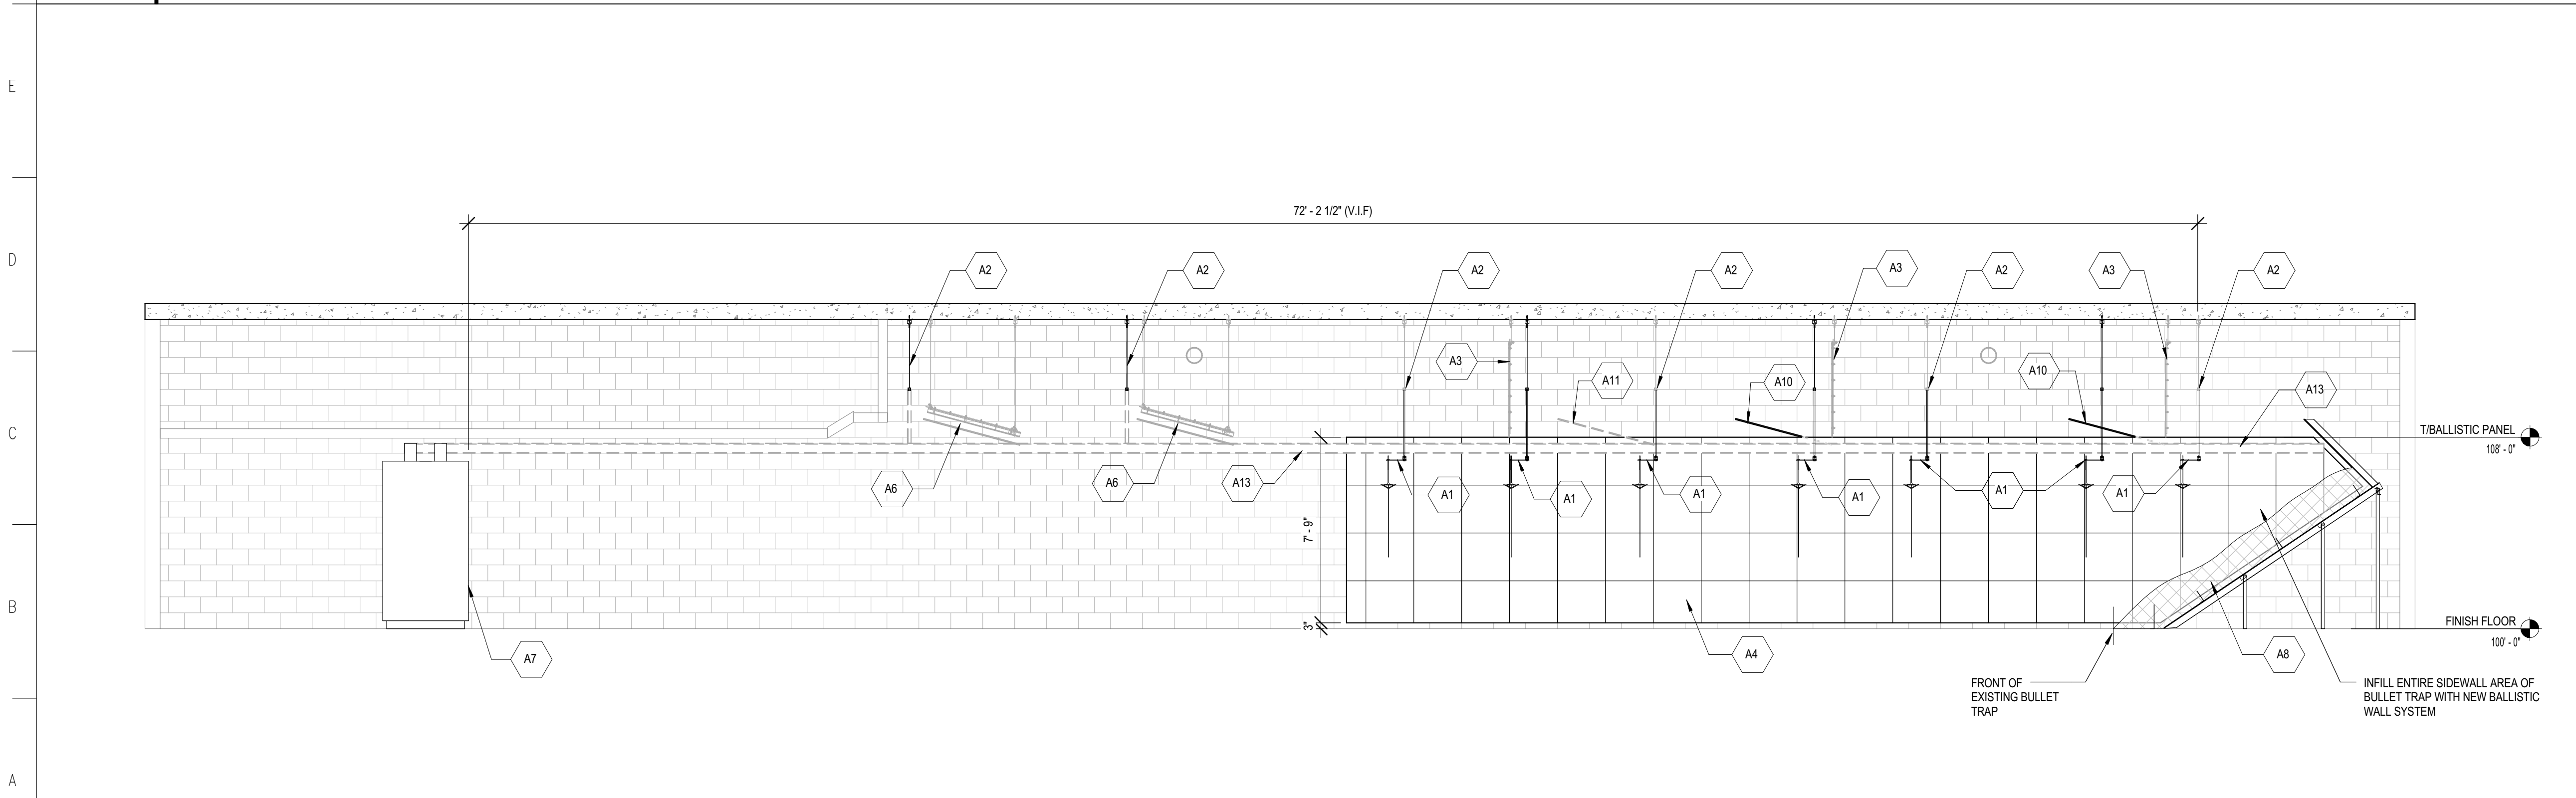 E
D
C
B
A
72' - 2 1/2" (V.I.F)
A2
A2
A2
A2
A3
A2
A3
A2
A3
A11
A10
A10
A13
T/BALLISTIC PANEL
108' - 0"
A6
A6
A13
A1
A1
A1
A1
A1
A1
7' - 9"
3"
FINISH FLOOR
100' - 0"
A7
A4
A8
FRONT OF
EXISTING BULLET
TRAP
INFILL ENTIRE SIDEWALL AREA OF
BULLET TRAP WITH NEW BALLISTIC
WALL SYSTEM